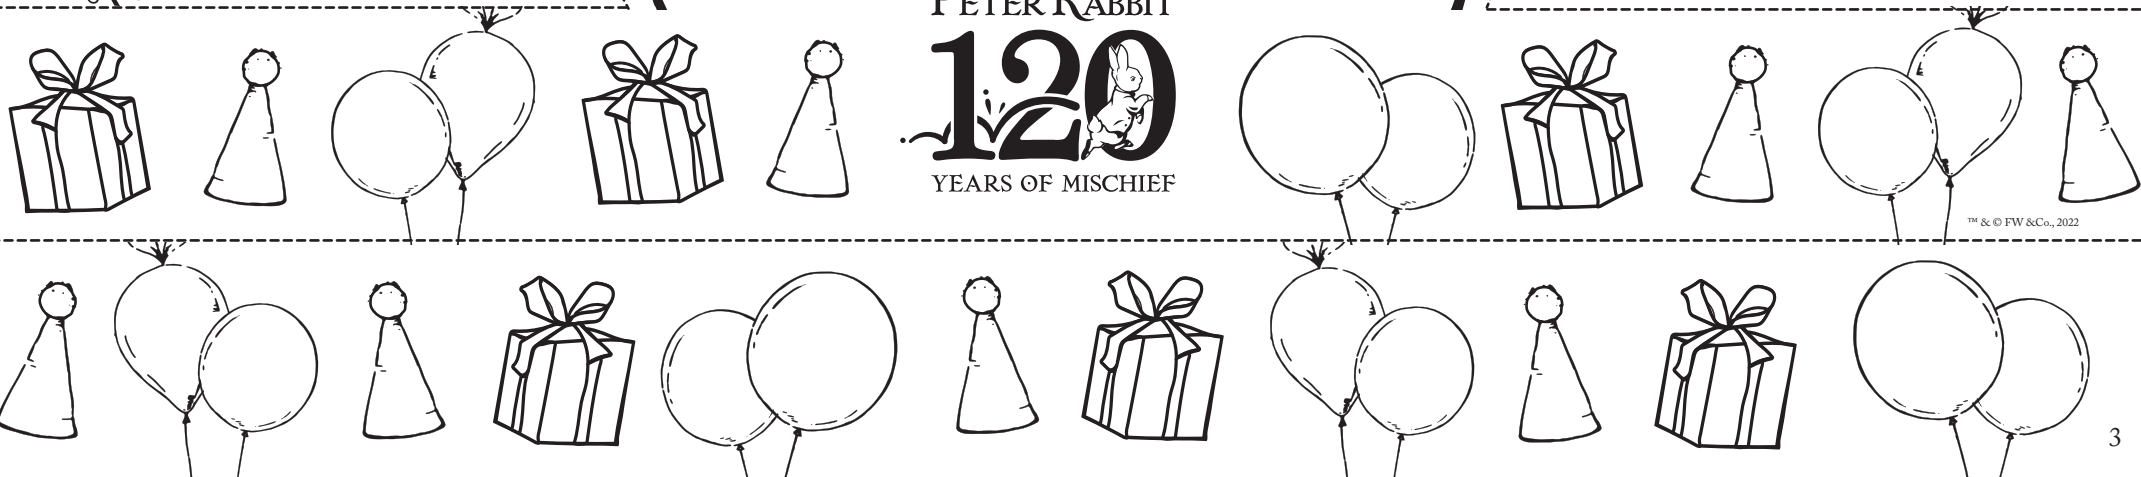 PETER RABBIT
120
YEARS OF MISCHIEF
™ & © FW &Co., 2022
3